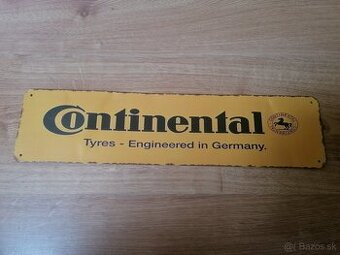 Continental
Tyres - Engineered in Germany.
@ Bazos.sk